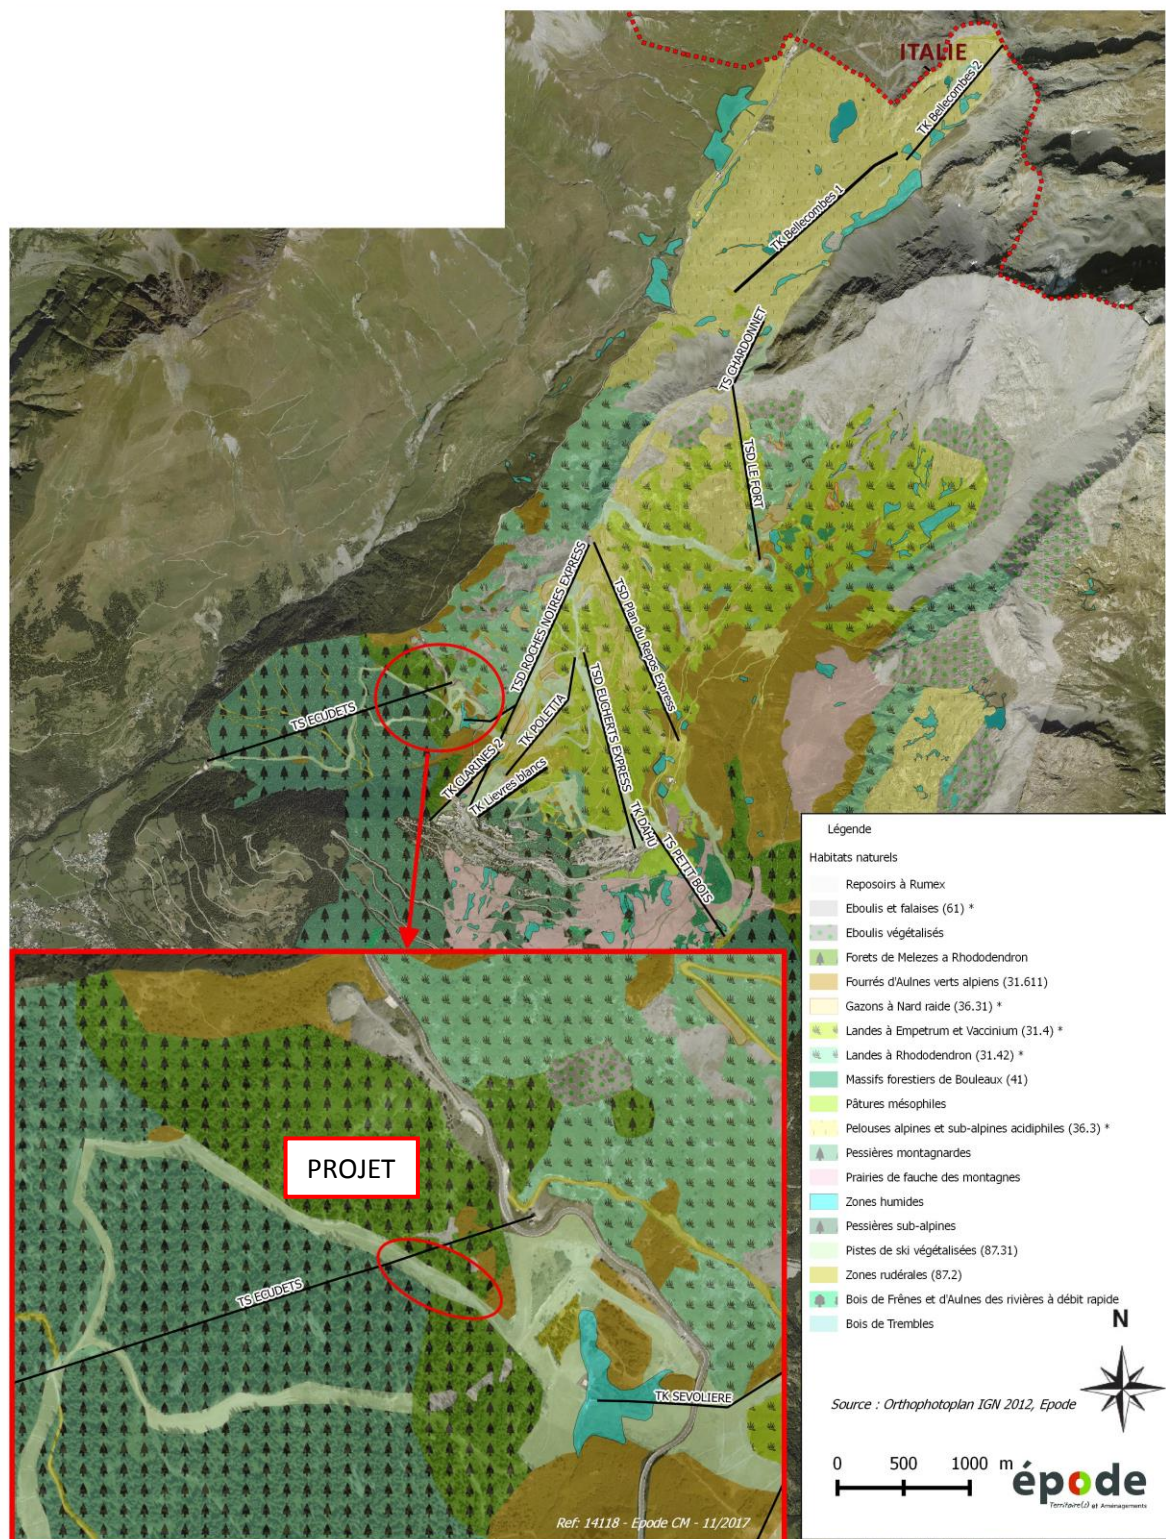 ITALIE
TK Bellecombes 2
TK Bellecombes 1
TS CHARDONNET
TSD LE FORT
TSD ROCHES NOIRES EXPRESS
TSD Plan du Repos Express
TS ECUDETS
TK POLETTA
TSD EUCHERTS EXPRESS
TK CLARINES 2
TK Lièvres blancs
TK DAHU
TS PETIT BOIS
PROJET
TS ECUDETS
TK SEVOLIERE
Ref: 14118 - Epode CM - 11/2017
Légende
Habitats naturels
Reposoirs à Rumex
Eboulis et falaises (61) *
Eboulis végétalisés
Forets de Melezes a Rhododendron
Fourrés d'Aulnes verts alpiens (31.611)
Gazons à Nard raide (36.31) *
Landes à Empetrum et Vaccinium (31.4) *
Landes à Rhododendron (31.42) *
Massifs forestiers de Bouleaux (41)
Pâtures mésophiles
Pelouses alpines et sub-alpines acidiphiles (36.3) *
Pessières montagnardes
Prairies de fauche des montagnes
Zones humides
Pessières sub-alpines
Pistes de ski végétalisées (87.31)
Zones rudérales (87.2)
Bois de Frênes et d'Aulnes des rivières à débit rapide
Bois de Trembles
N
Source : Orthophotoplan IGN 2012, Epode
0 500 1000 m
épode
Territoire(s) et Aménagements